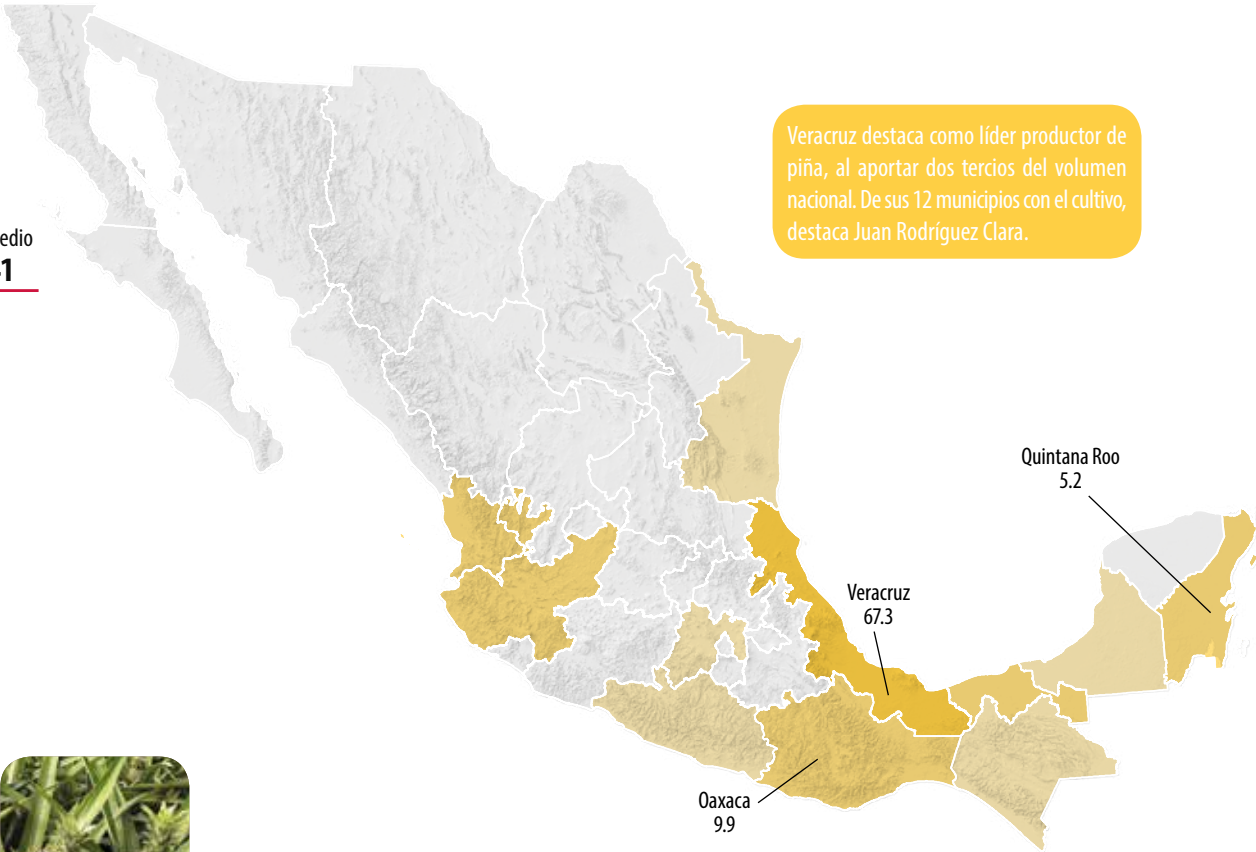 Veracruz destaca como líder productor de
piña, al aportar dos tercios del volumen
nacional. De sus 12 municipios con el cultivo,
destaca Juan Rodríguez Clara.
Quintana Roo
5.2
Veracruz
67.3
Oaxaca
9.9